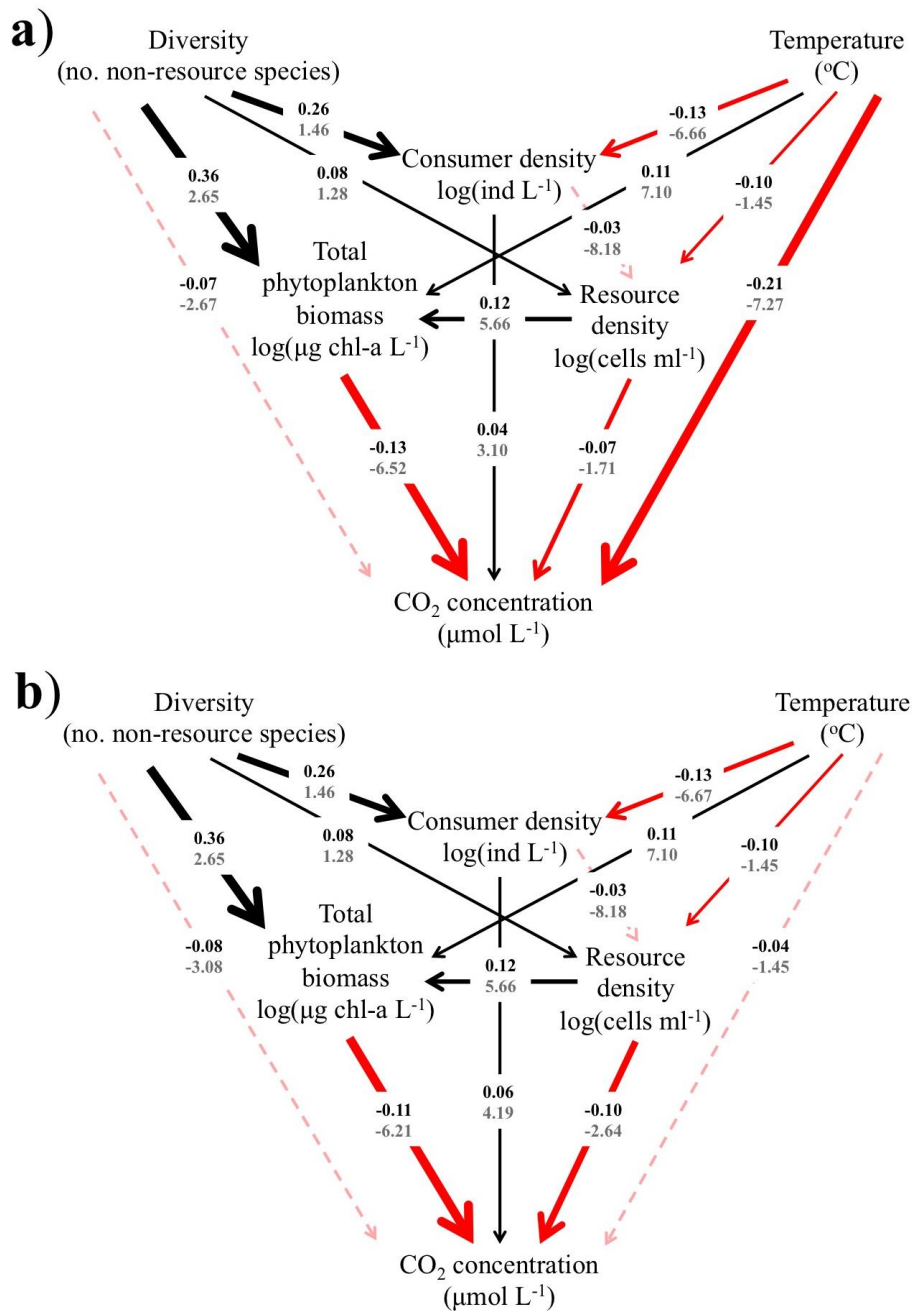 a)
Diversity
(no. non-resource species)
Temperature
(°C)
0.26
1.46
-0.13
-6.66
Consumer density
log(ind L⁻¹)
0.36
2.65
0.08
1.28
0.11
7.10
-0.10
-1.45
-0.03
-8.18
Total
phytoplankton
biomass
log(μg chl-a L⁻¹)
-0.07
-2.67
0.12
5.66
Resource
density
log(cells ml⁻¹)
-0.21
-7.27
-0.13
-6.52
0.04
3.10
-0.07
-1.71
CO₂ concentration
(μmol L⁻¹)
b)
Diversity
(no. non-resource species)
Temperature
(°C)
0.26
1.46
-0.13
-6.67
Consumer density
log(ind L⁻¹)
0.36
2.65
0.08
1.28
0.11
7.10
-0.10
-1.45
-0.03
-8.18
Total
phytoplankton
biomass
log(μg chl-a L⁻¹)
-0.08
-3.08
0.12
5.66
Resource
density
log(cells ml⁻¹)
-0.04
-1.45
-0.11
-6.21
0.06
4.19
-0.10
-2.64
CO₂ concentration
(μmol L⁻¹)